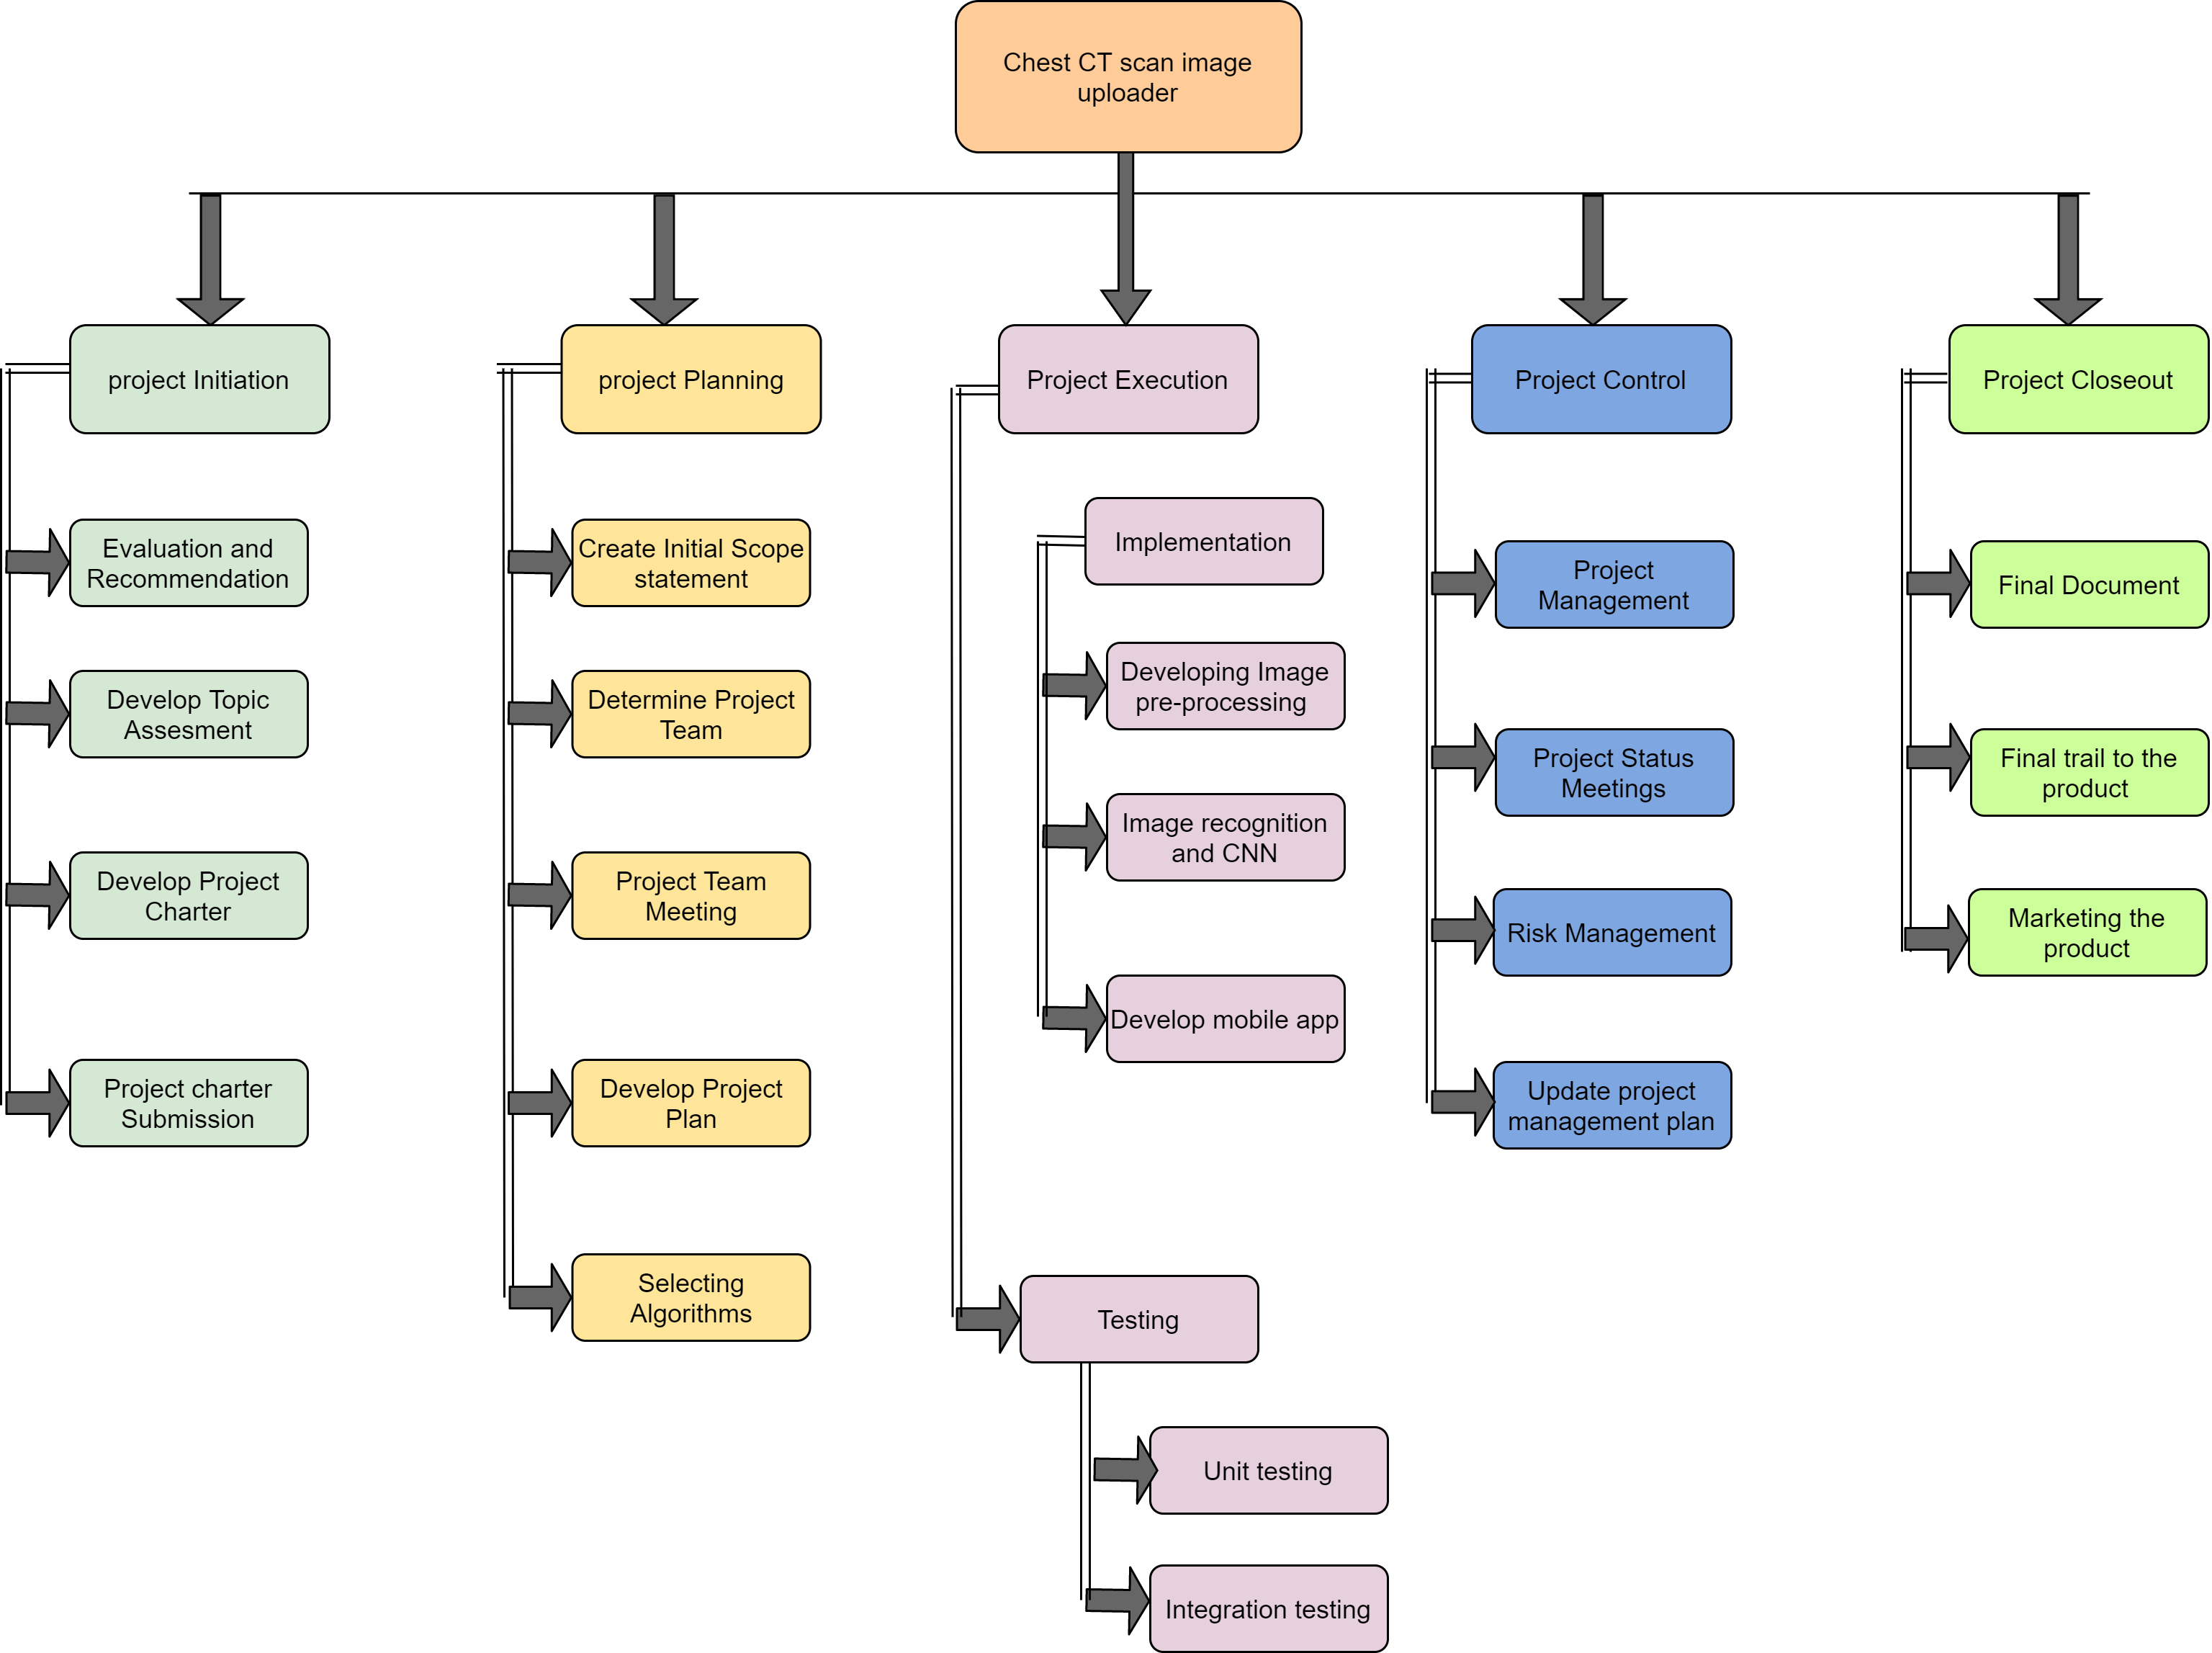 Chest CT scan image
uploader
project Initiation
Evaluation and
Recommendation
Develop Topic
Assesment
Develop Project
Charter
Project charter
Submission
project Planning
Create Initial Scope
statement
Determine Project
Team
Project Team
Meeting
Develop Project
Plan
Selecting
Algorithms
Project Execution
Implementation
Developing Image
pre-processing
Image recognition
and CNN
Develop mobile app
Testing
Unit testing
Integration testing
Project Control
Project
Management
Project Status
Meetings
Risk Management
Update project
management plan
Project Closeout
Final Document
Final trail to the
product
Marketing the
product